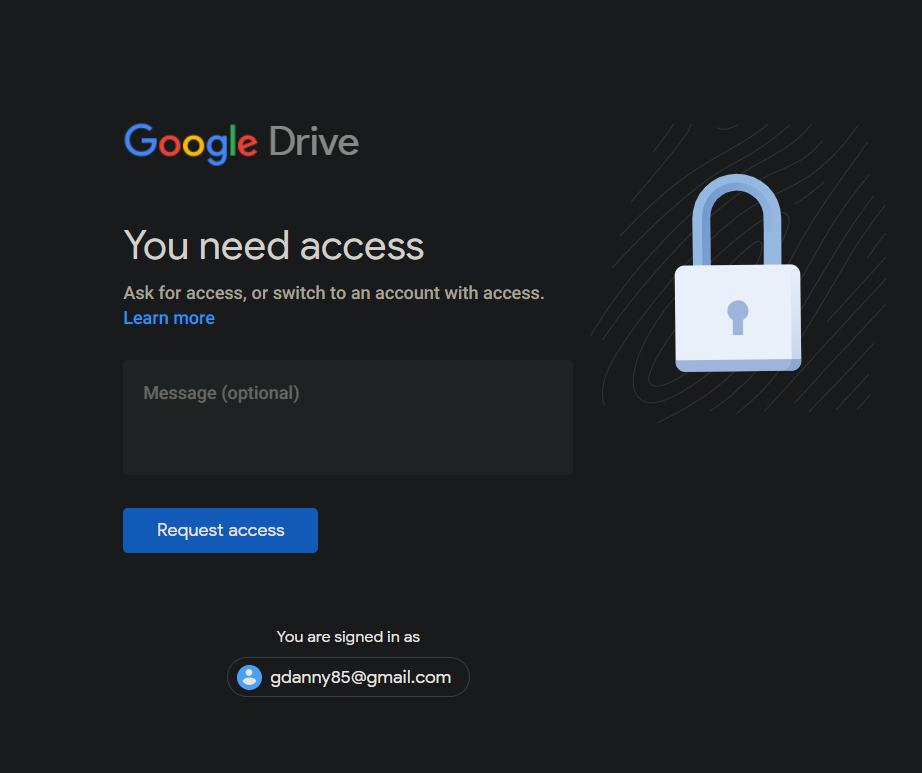 Google Drive
You need access
Ask for access, or switch to an account with access.
Learn more
Message (optional)
Request access
You are signed in as
gdanny85@gmail.com